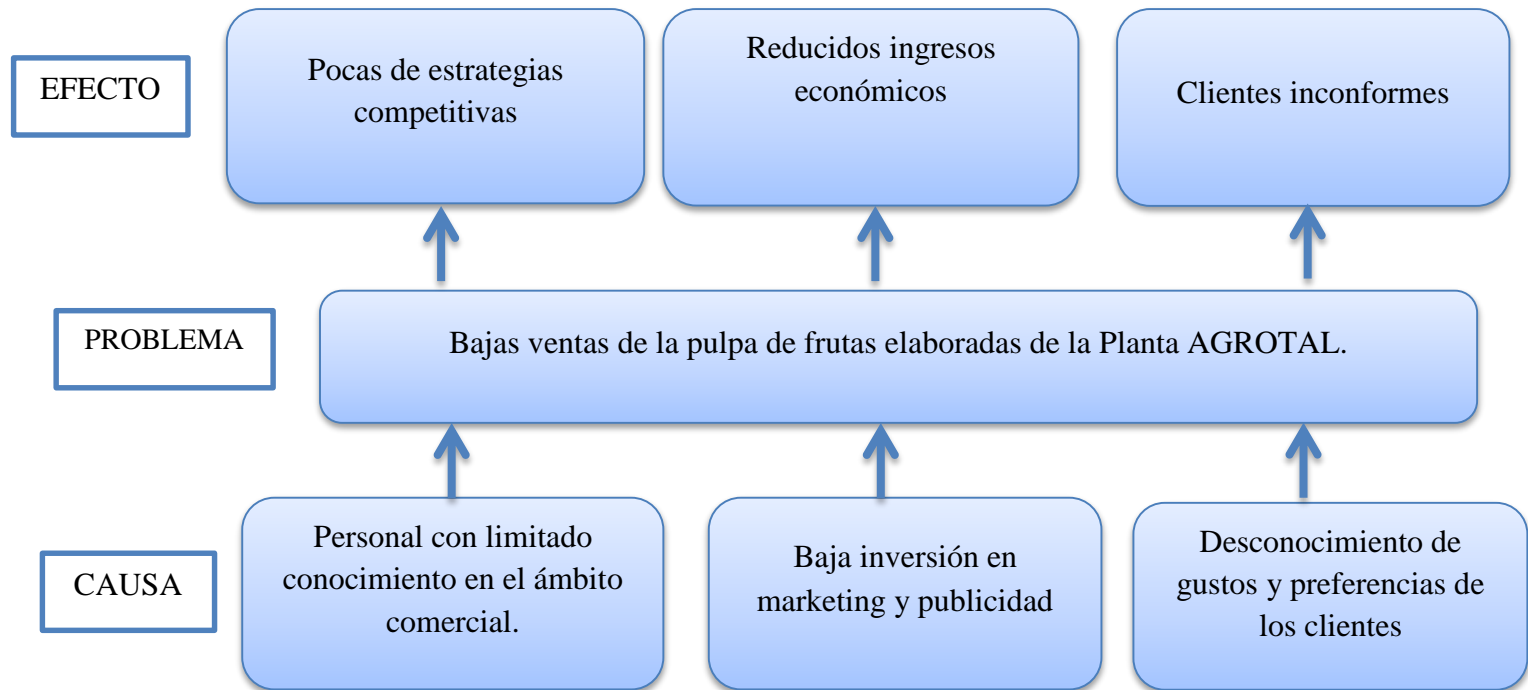 EFECTO
Pocas de estrategias
competitivas
Reducidos ingresos
económicos
Clientes inconformes
PROBLEMA
Bajas ventas de la pulpa de frutas elaboradas de la Planta AGROTAL.
CAUSA
Personal con limitado
conocimiento en el ámbito
comercial.
Baja inversión en
marketing y publicidad
Desconocimiento de
gustos y preferencias de
los clientes